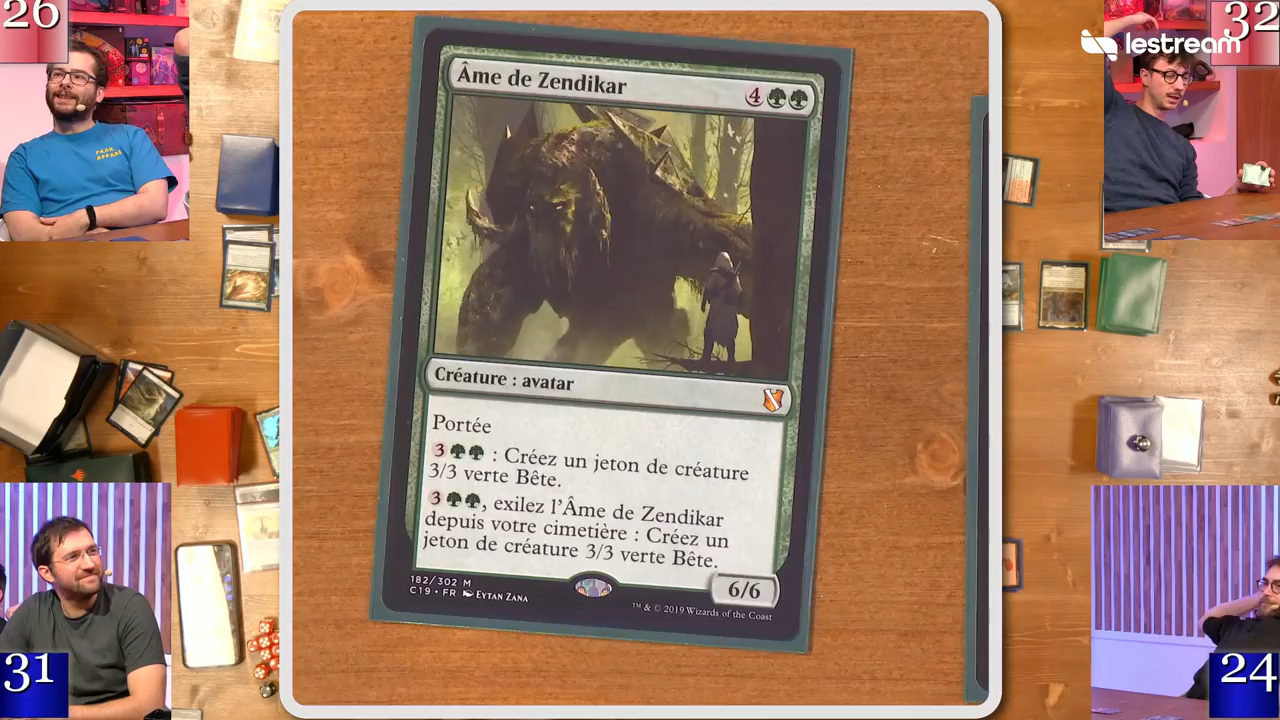 26
32
lestream
PARK
APPARE
Âme de Zendikar
4
Créature : avatar
Portée
3 : Créez un jeton de créature
3/3 verte Bête.
3, exilez l'Âme de Zendikar
depuis votre cimetière : Créez un
jeton de créature 3/3 verte Bête.
6/6
182/302 M
C19 • FR EYTAN ZANA
™ & © 2019 Wizards of the Coast
31
24